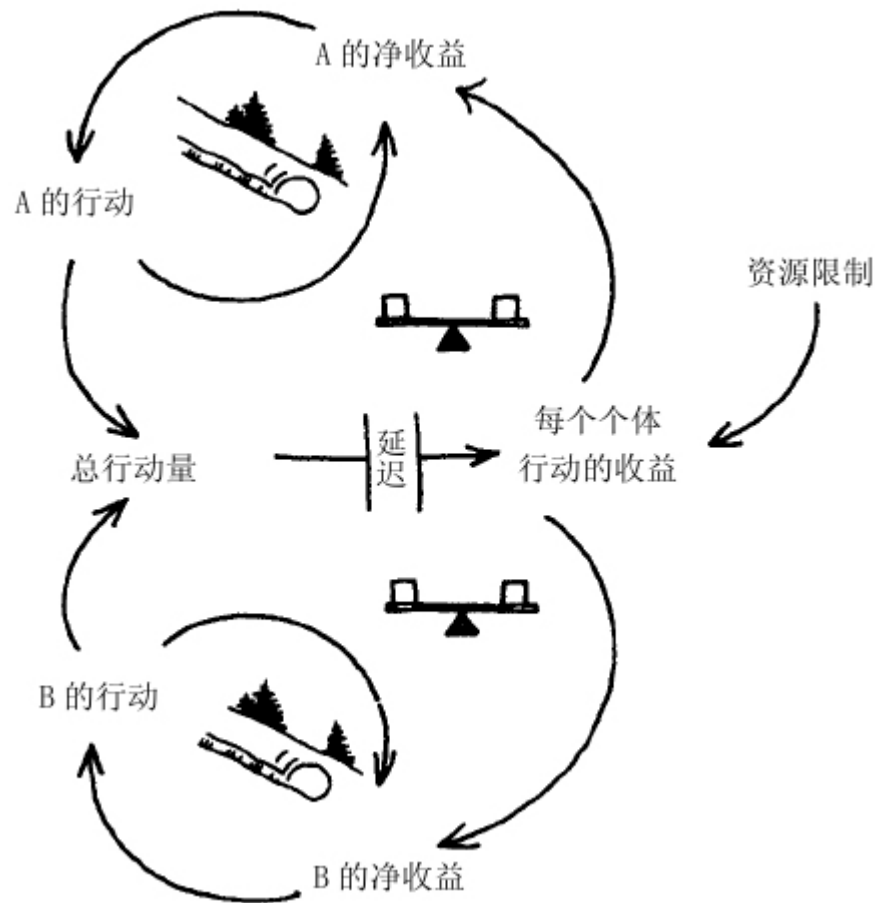 A 的净收益
A 的行动
资源限制
每个个体
行动的收益
延
迟
总行动量
B 的行动
B 的净收益